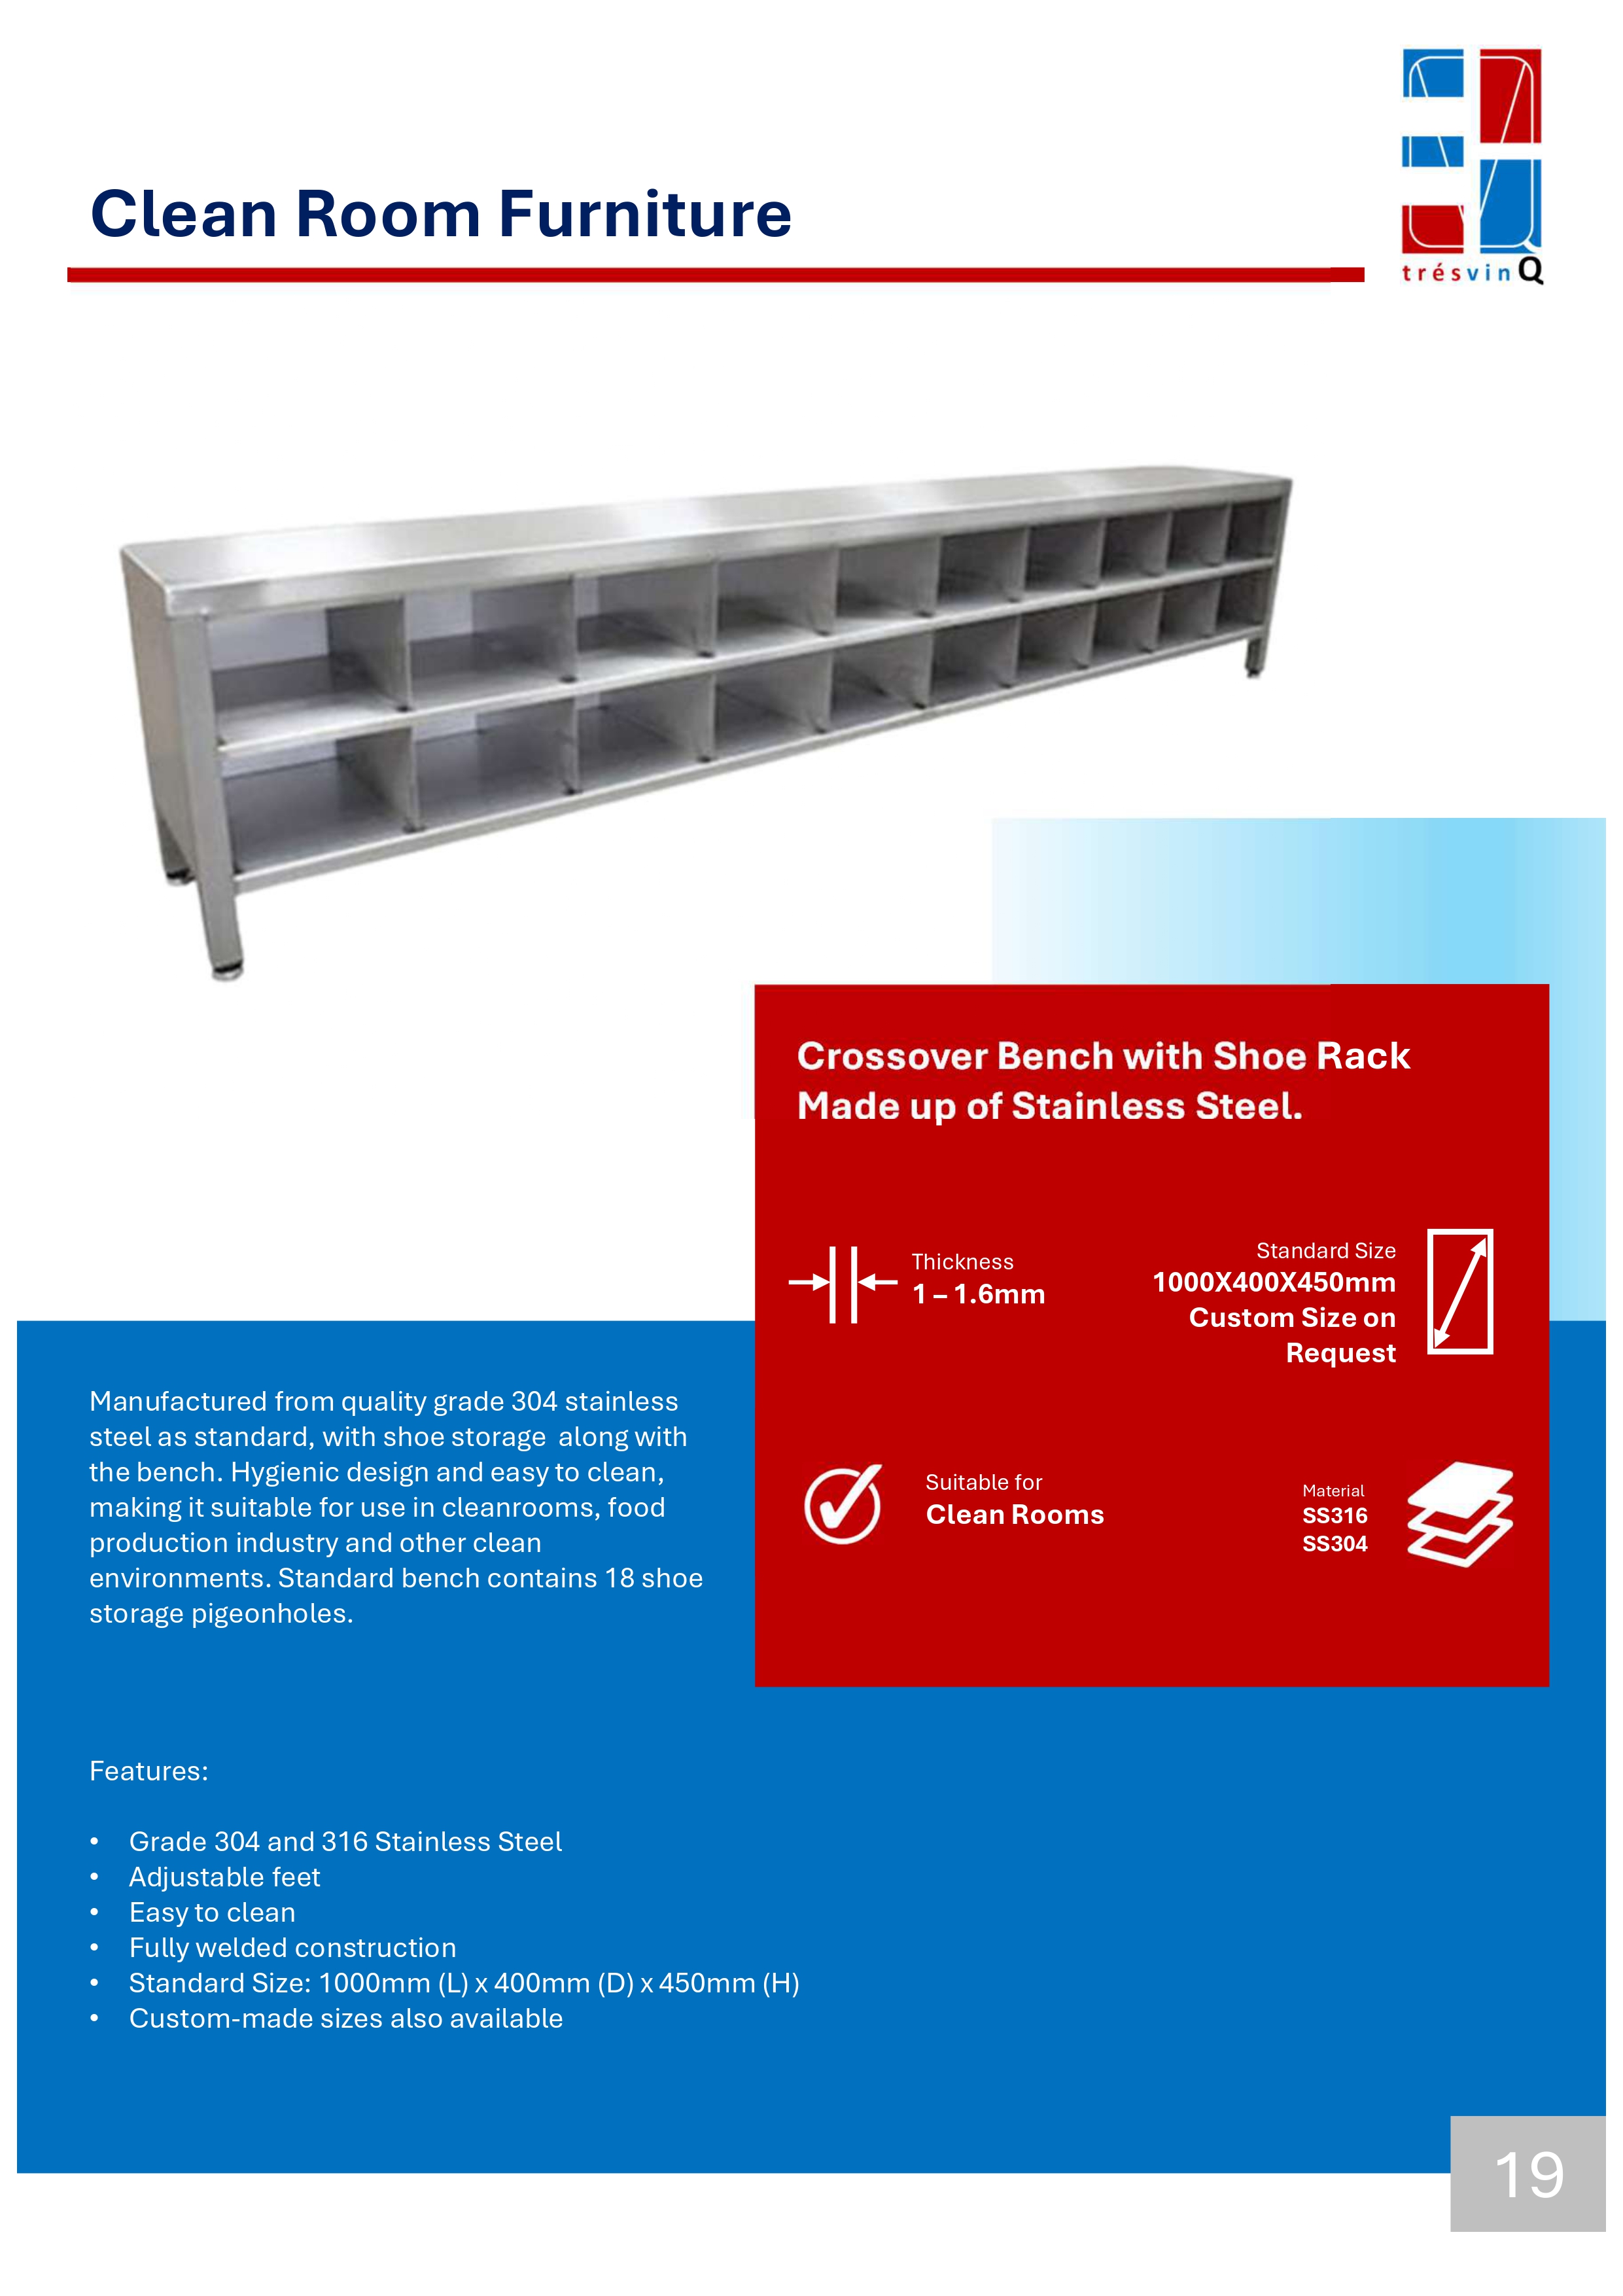 Clean Room Furniture
trésvinQ
Crossover Bench with Shoe Rack
Made up of Stainless Steel.
Thickness
1 – 1.6mm
Standard Size
1000X400X450mm
Custom Size on
Request
Suitable for
Clean Rooms
Material
SS316
SS304
Manufactured from quality grade 304 stainless
steel as standard, with shoe storage  along with
the bench. Hygienic design and easy to clean,
making it suitable for use in cleanrooms, food
production industry and other clean
environments. Standard bench contains 18 shoe
storage pigeonholes.
Features:
• Grade 304 and 316 Stainless Steel
• Adjustable feet
• Easy to clean
• Fully welded construction
• Standard Size: 1000mm (L) x 400mm (D) x 450mm (H)
• Custom-made sizes also available
19